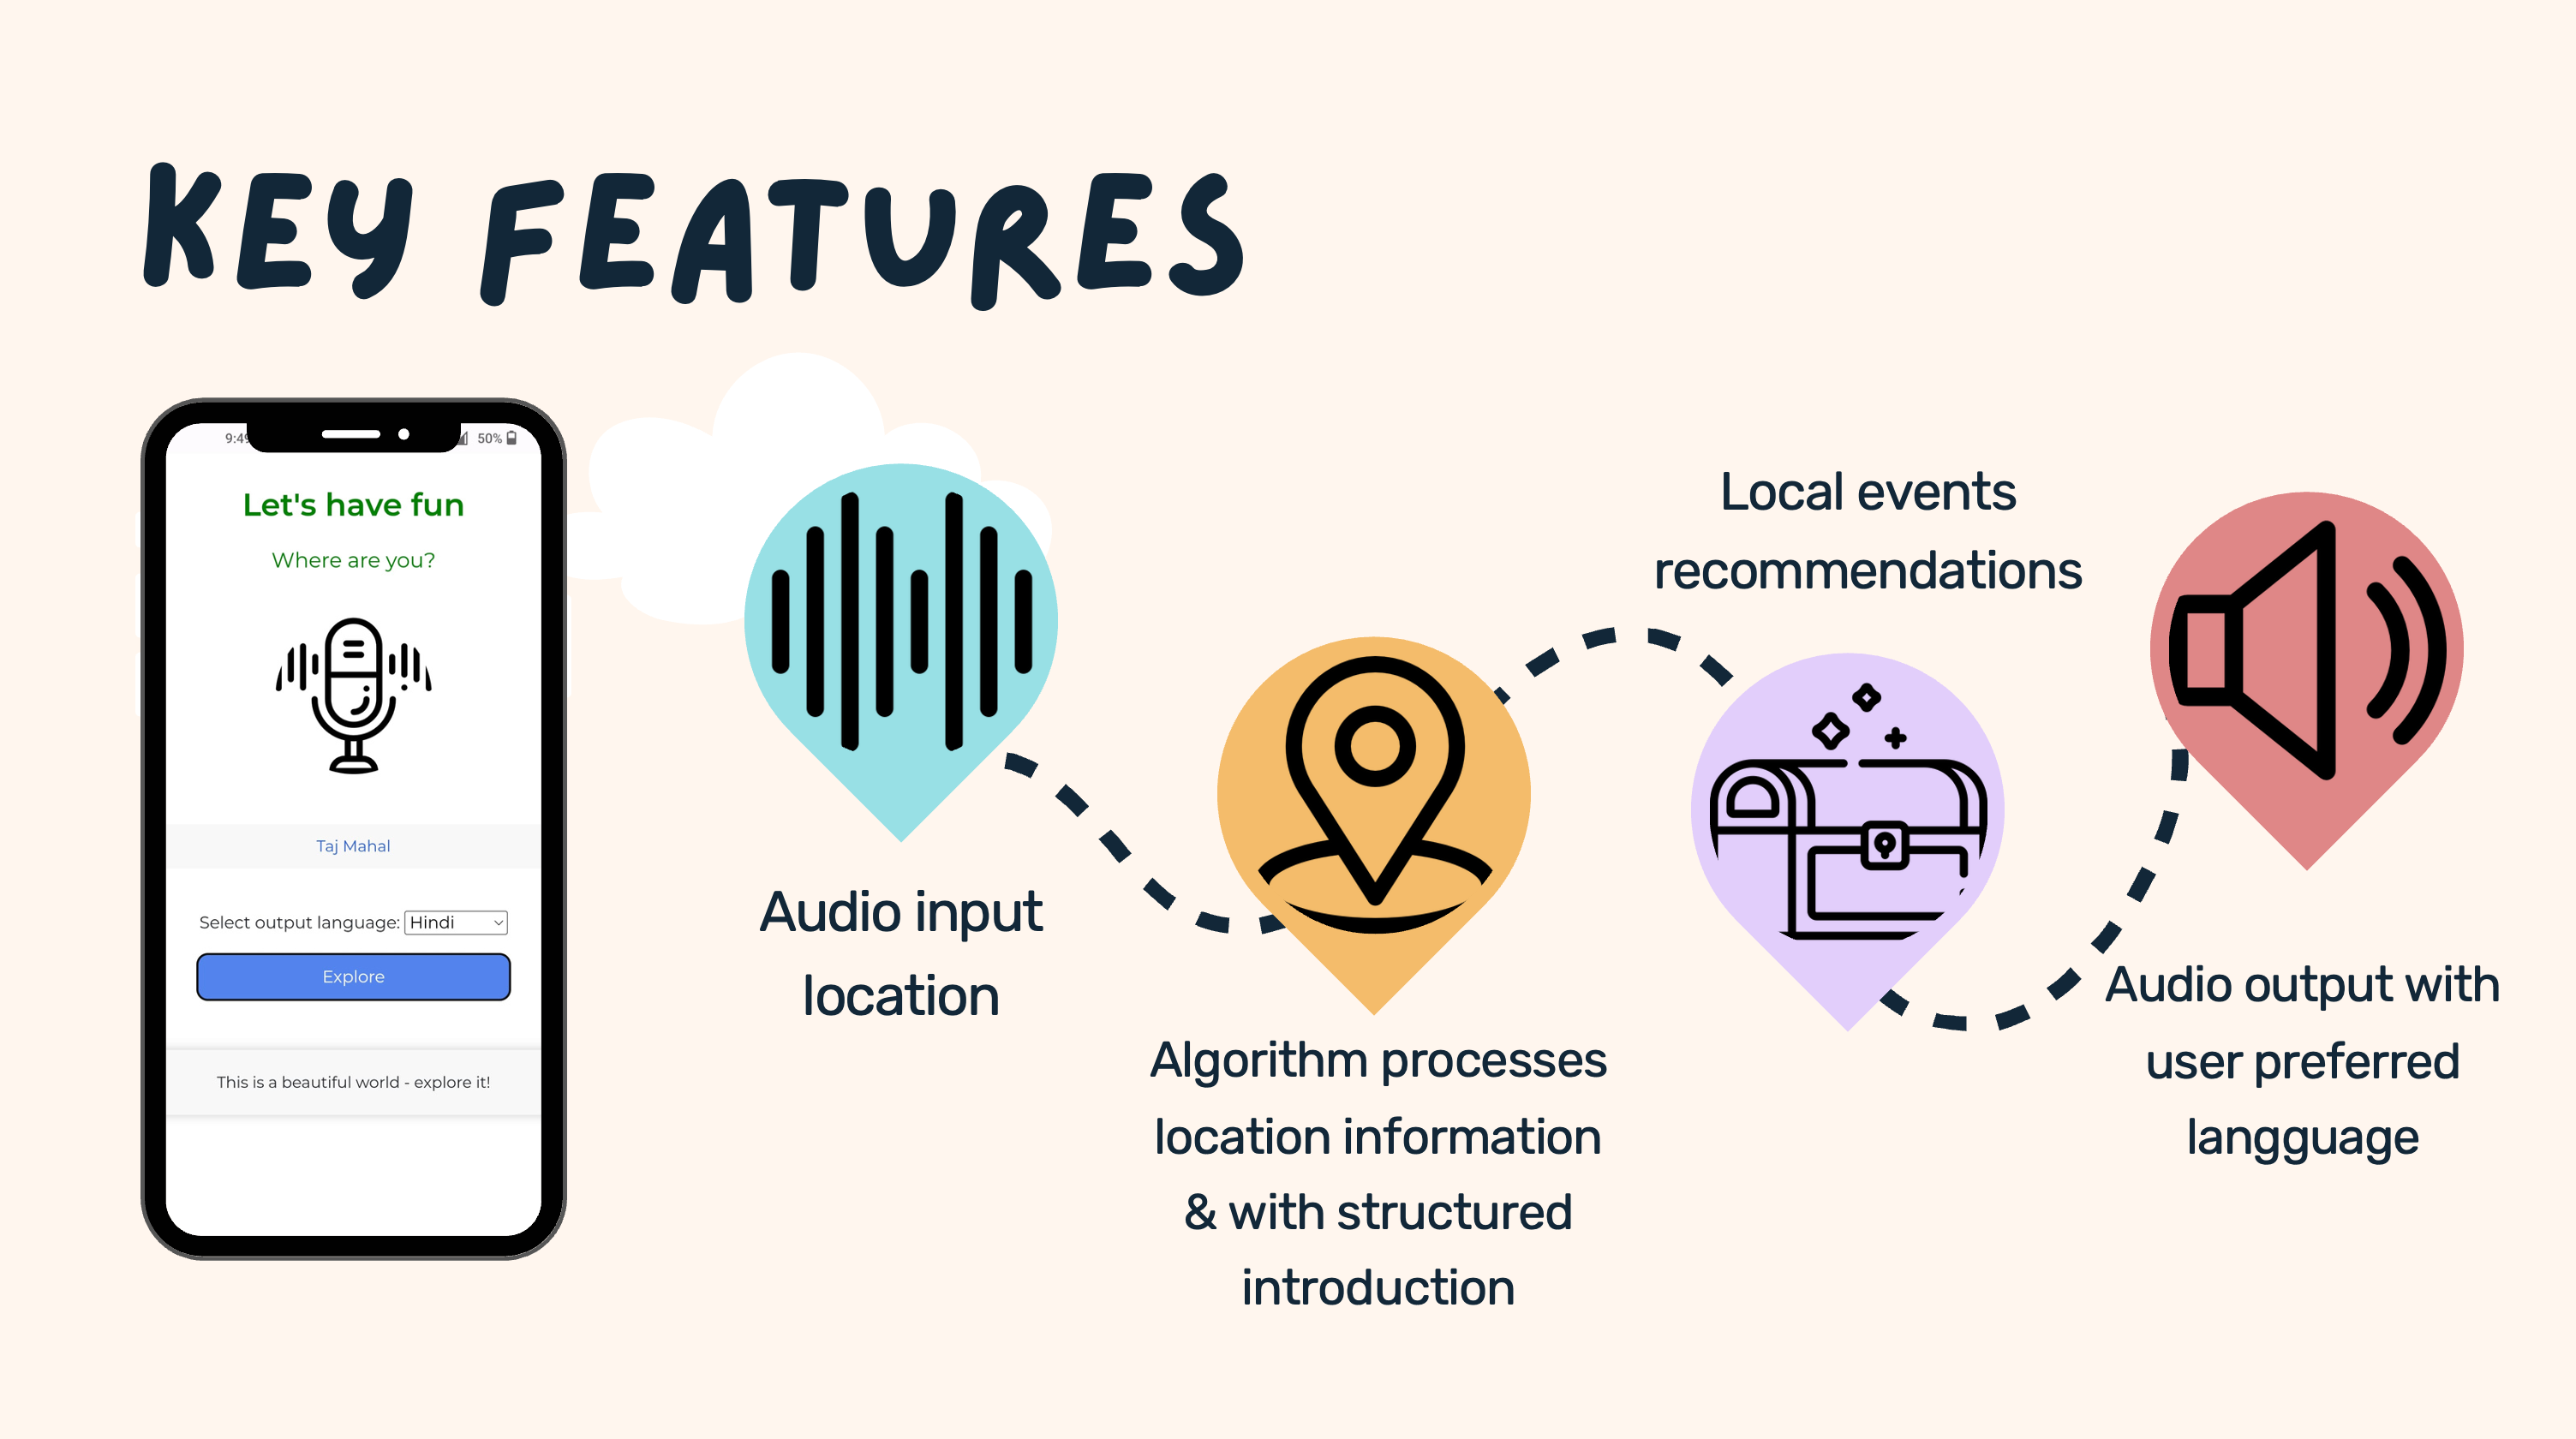 KEY FEATURES
9:49
50%
Let's have fun
Where are you?
Taj Mahal
Select output language: Hindi
Explore
This is a beautiful world - explore it!
Audio input
location
Algorithm processes
location information
& with structured
introduction
Local events
recommendations
Audio output with
user preferred
langguage